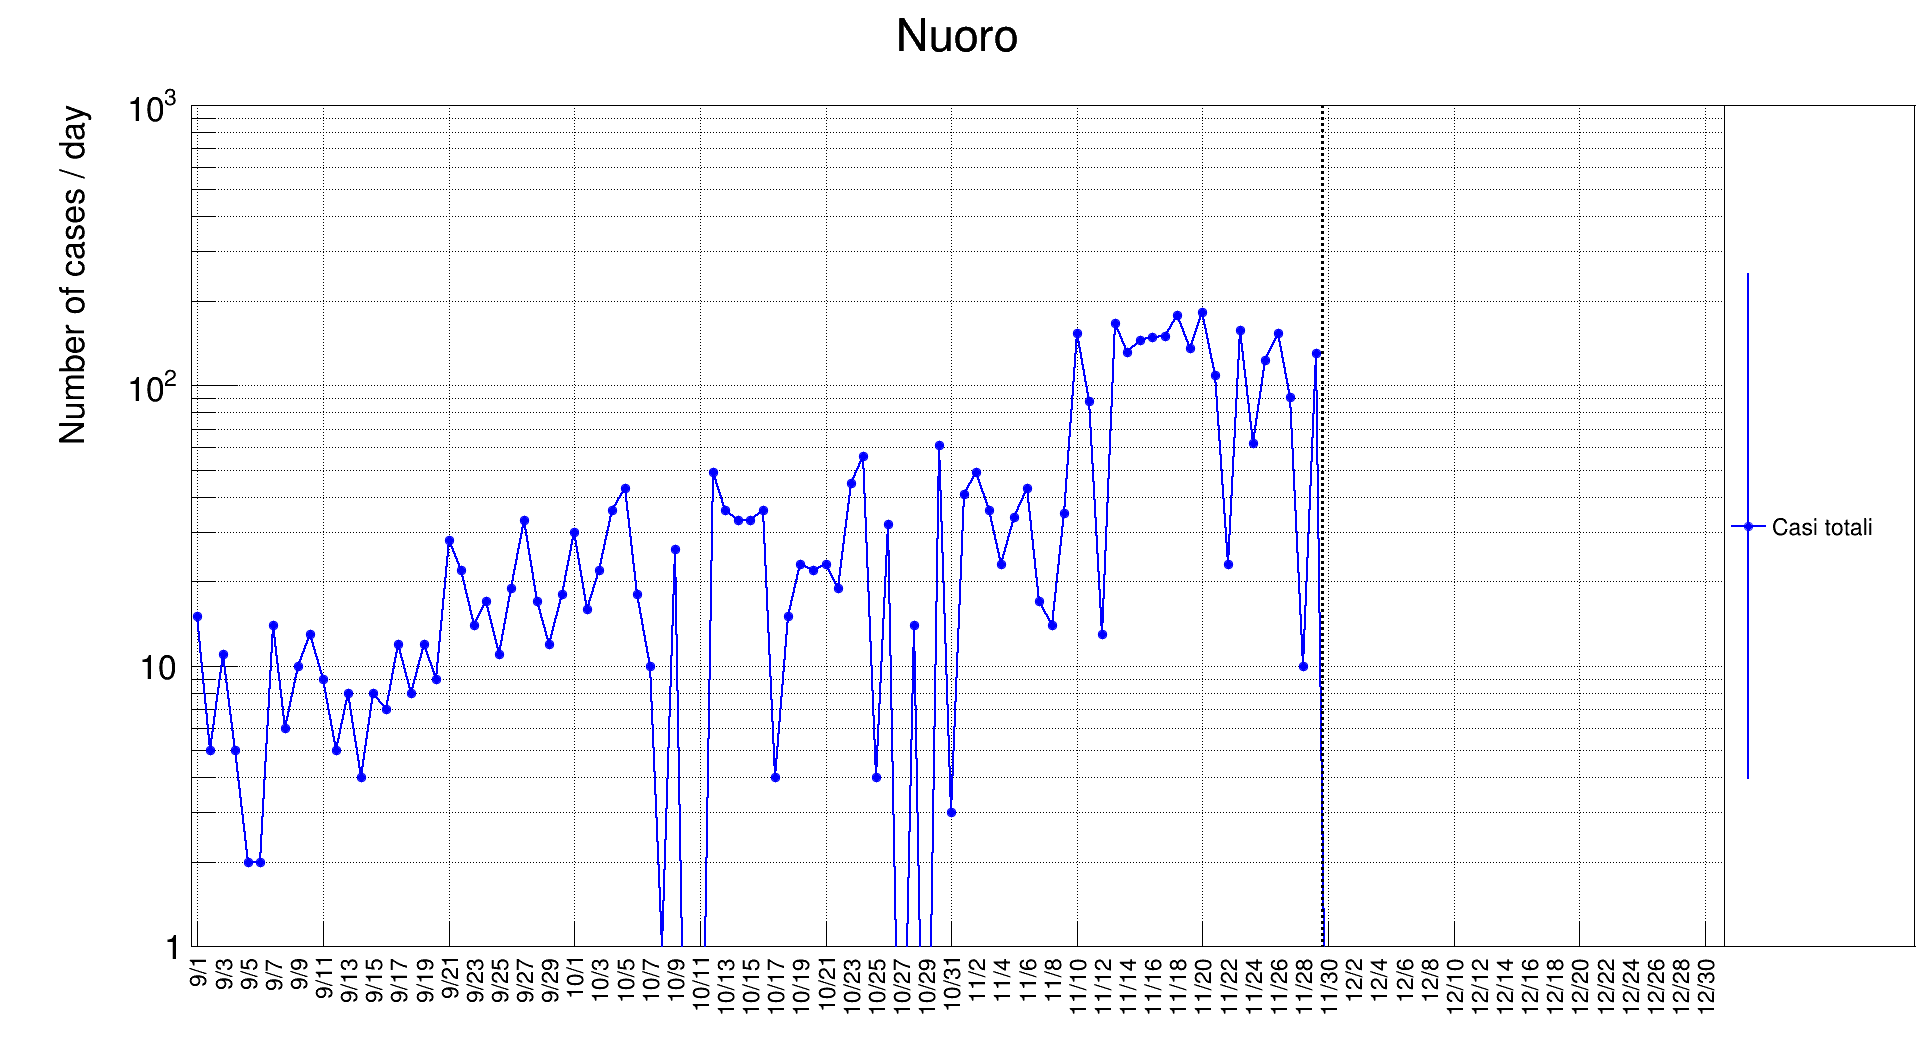 Nuoro
Number of cases / day
10³
10²
10
1
9/1 9/3 9/5 9/7 9/9 9/11 9/13 9/15 9/17 9/19 9/21 9/23 9/25 9/27 9/29 10/1 10/3 10/5 10/7 10/9 10/11 10/13 10/15 10/17 10/19 10/21 10/23 10/25 10/27 10/29 10/31 11/2 11/4 11/6 11/8 11/10 11/12 11/14 11/16 11/18 11/20 11/22 11/24 11/26 11/28 11/30 12/2 12/4 12/6 12/8 12/10 12/12 12/14 12/16 12/18 12/20 12/22 12/24 12/26 12/28 12/30
Casi totali